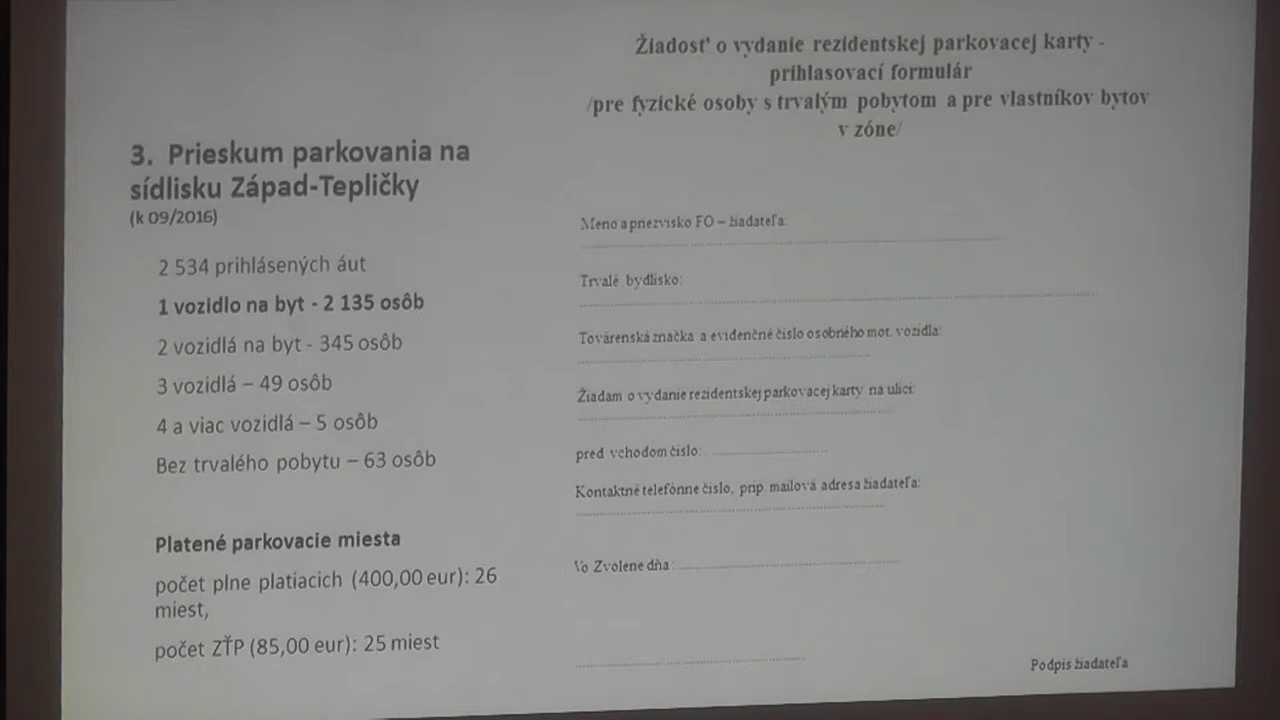 3. Prieskum parkovania na
sídlisku Západ-Tepličky
(k 09/2016)
2 534 prihlásených áut
1 vozidlo na byt - 2 135 osôb
2 vozidlá na byt - 345 osôb
3 vozidlá – 49 osôb
4 a viac vozidlá – 5 osôb
Bez trvalého pobytu – 63 osôb
Platené parkovacie miesta
počet plne platiacich (400,00 eur): 26
miest,
počet ZŤP (85,00 eur): 25 miest
Žiadosť o vydanie rezidentskej parkovacej karty -
prihlasovací formulár
/pre fyzické osoby s trvalým pobytom a pre vlastníkov bytov
v zóne/
Meno a priezvisko FO – žiadateľa:
Trvalé bydlisko:
Továrenská značka a evidenčné číslo osobného mot. vozidla:
Žiadam o vydanie rezidentskej parkovacej karty na ulici:
pred vchodom číslo:
Kontaktné telefónne číslo, príp. mailová adresa žiadateľa:
Vo Zvolene dňa:
Podpis žiadateľa